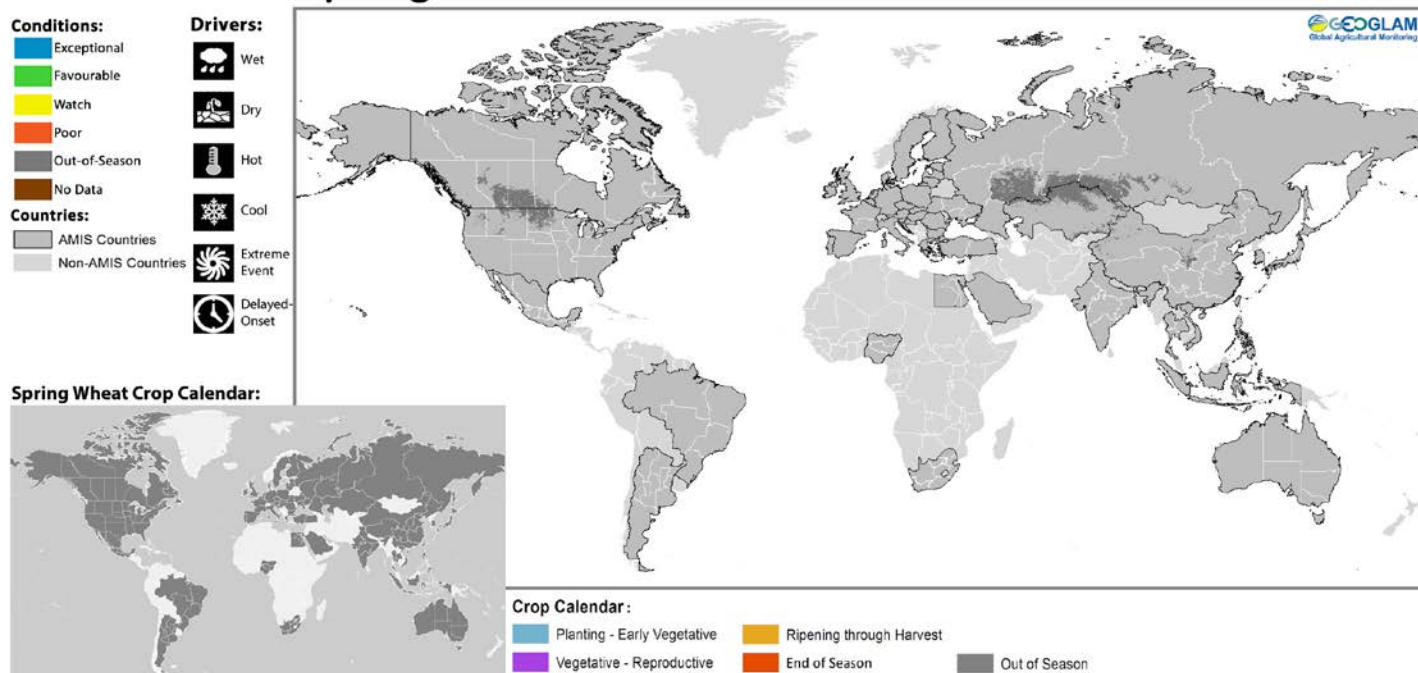 Conditions:
Exceptional
Favourable
Watch
Poor
Out-of-Season
No Data
Countries:
AMIS Countries
Non-AMIS Countries
Drivers:
Wet
Dry
Hot
Cool
Extreme
Event
Delayed-
Onset
GEOGLAM
Global Agricultural Monitoring
Spring Wheat Crop Calendar:
Crop Calendar :
Planting - Early Vegetative
Vegetative - Reproductive
Ripening through Harvest
End of Season
Out of Season